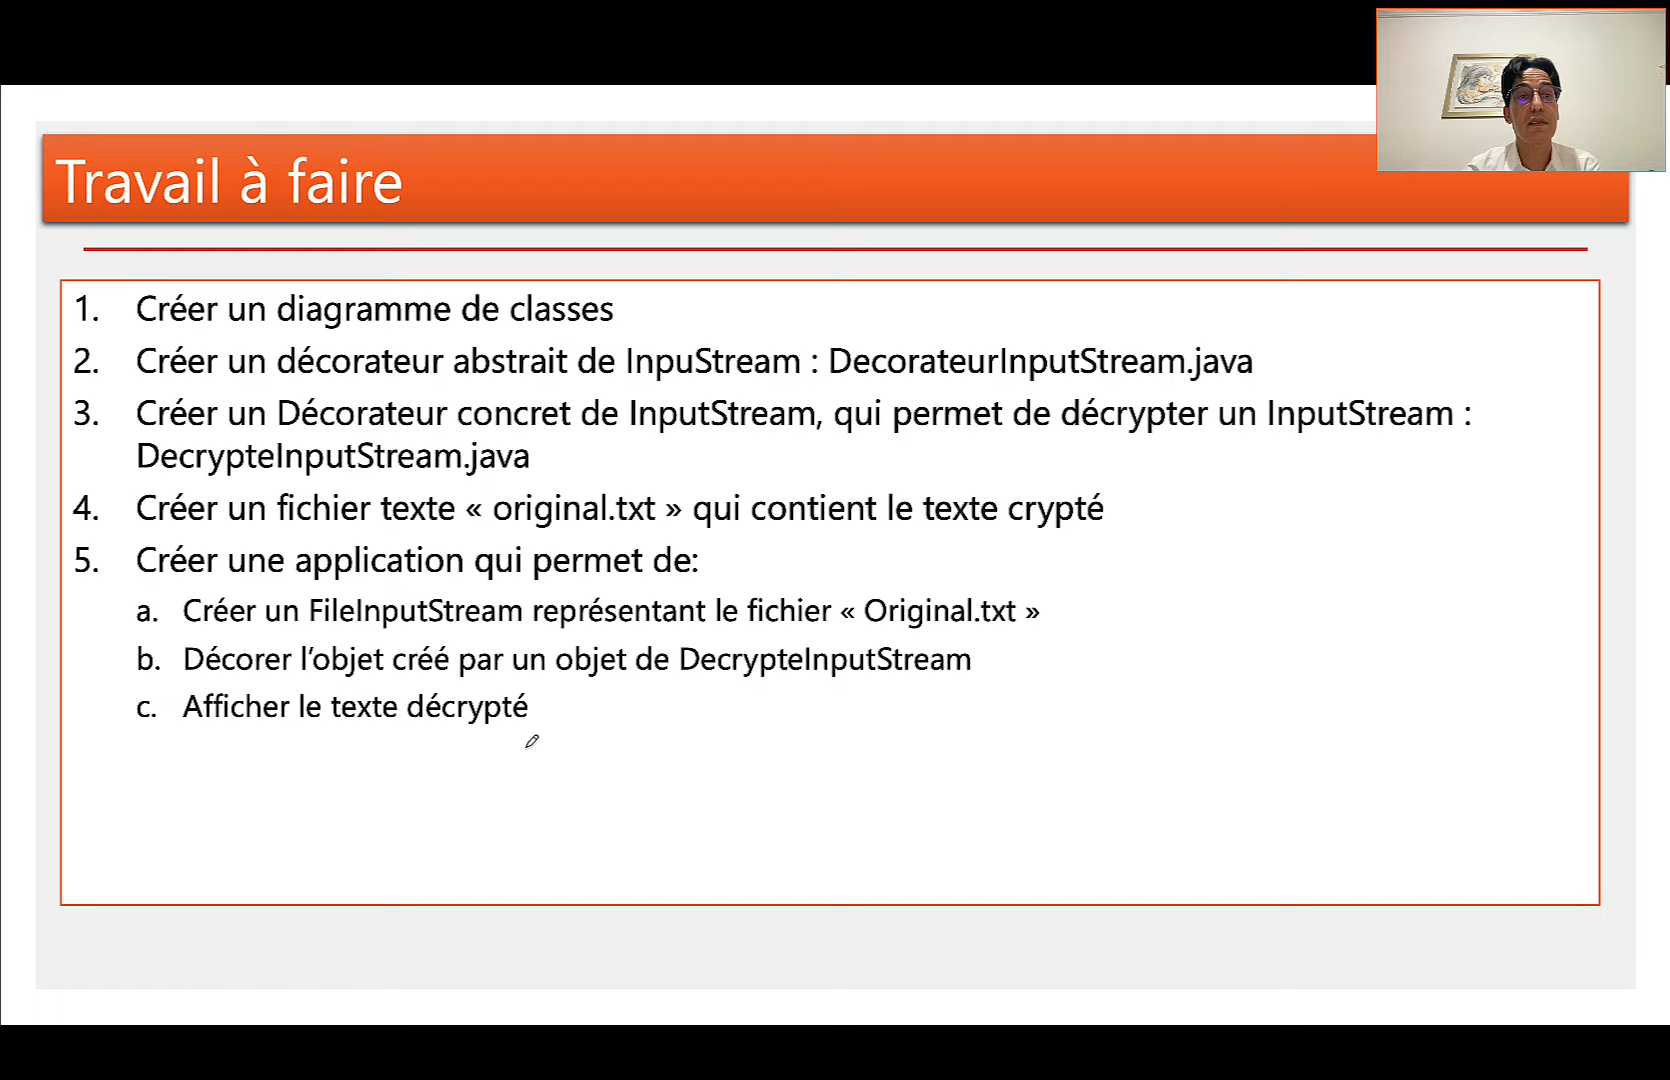 Travail à faire
1. Créer un diagramme de classes
2. Créer un décorateur abstrait de InpuStream : DecorateurInputStream.java
3. Créer un Décorateur concret de InputStream, qui permet de décrypter un InputStream :
DecrypteInputStream.java
4. Créer un fichier texte « original.txt » qui contient le texte crypté
5. Créer une application qui permet de:
a. Créer un FileInputStream représentant le fichier « Original.txt »
b. Décorer l’objet créé par un objet de DecrypteInputStream
c. Afficher le texte décrypté